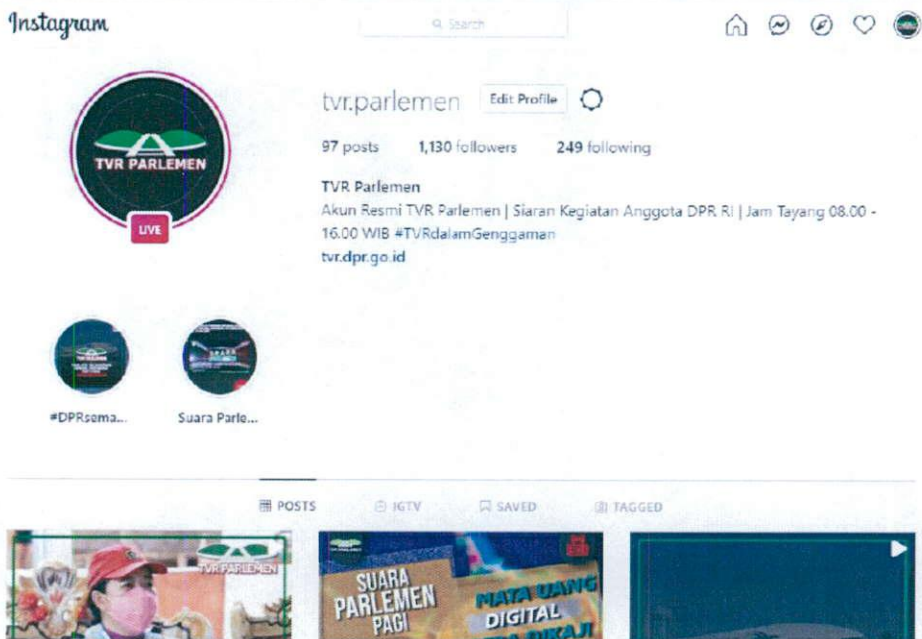 Instagram
Search
tvr.parlemen Edit Profile
97 posts 1,130 followers 249 following
TVR Parlemen
Akun Resmi TVR Parlemen | Siaran Kegiatan Anggota DPR RI | Jam Tayang 08.00 -
16.00 WIB #TVRdalamGenggaman
tvr.dpr.go.id
TVR PARLEMEN
LIVE
#DPRsema... Suara Parle...
POSTS IGTV SAVED TAGGED
TVR PARLEMEN
SUARA
PARLEMEN
PAGI
MATA UANG
DIGITAL
DIKAJI